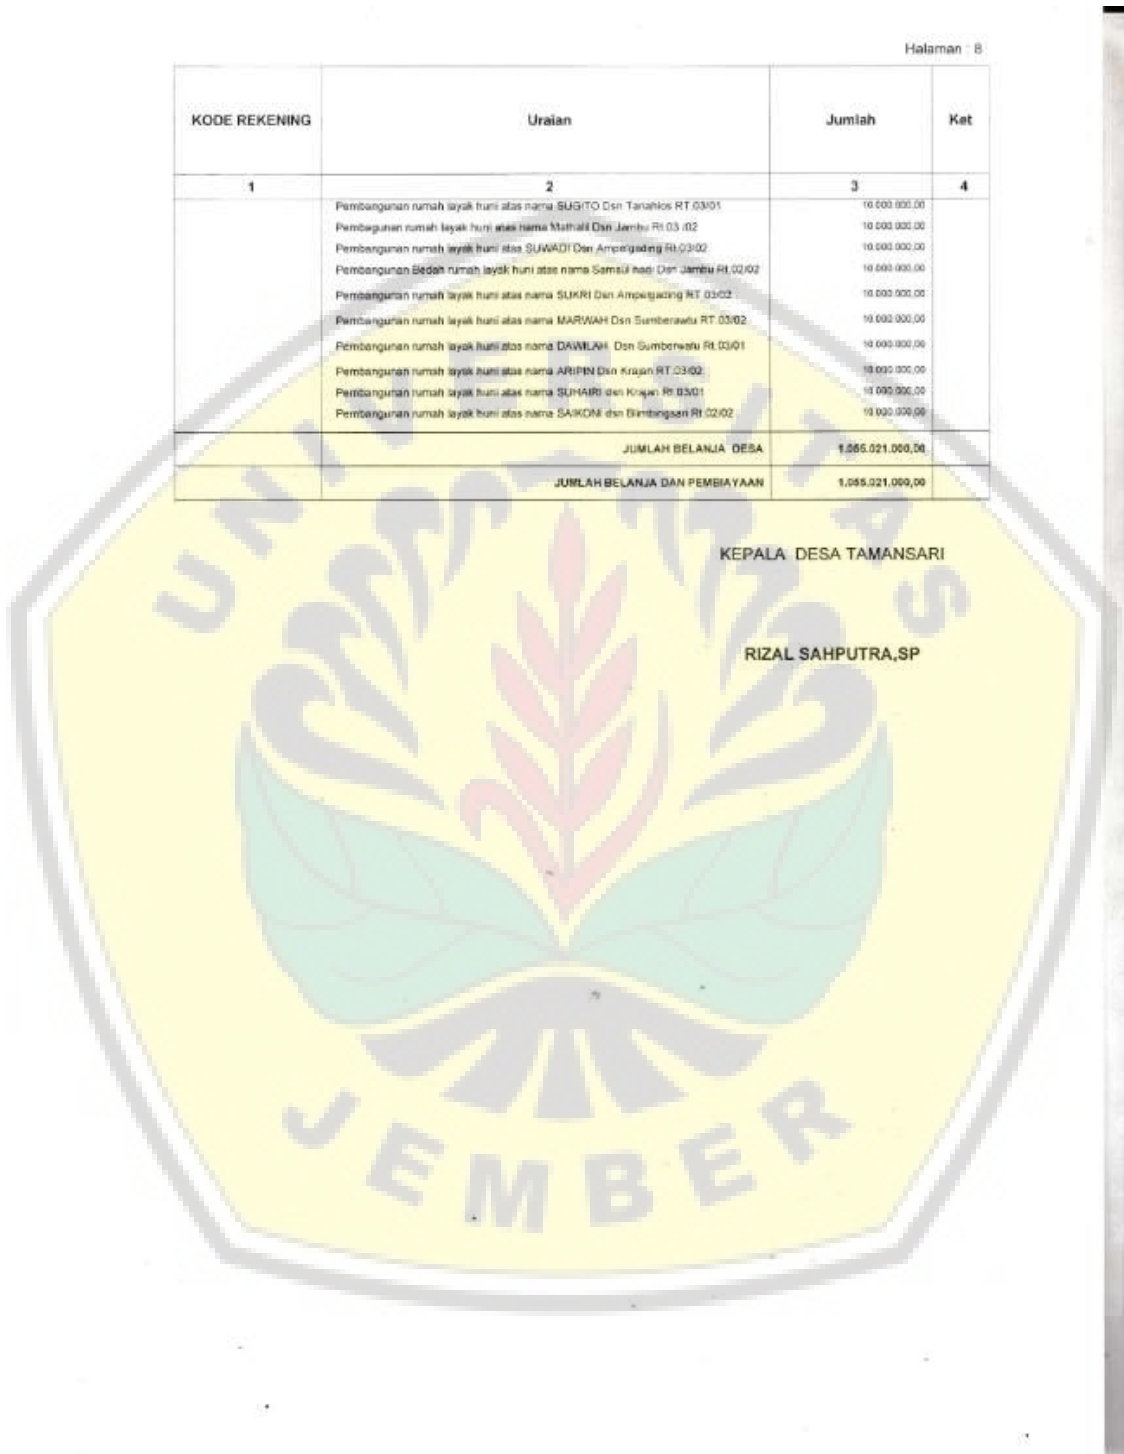 Halaman : 8
KODE REKENING Uraian Jumlah Ket
1 2 3 4
Pembangunan rumah layak huni atas nama SUGITO Dsn Tanahlos RT 03/01 10.000.000,00
Pembagunan rumah layak huni atas nama Mathalil Dsn Jambu Rt.03 /02 10.000.000,00
Pembangunan rumah layak huni atas SUWADI Dsn Ampelgading Rt.03/02 10.000.000,00
Pembangunan Bedah rumah layak huni atas nama Samsul hadi Dsn Jambu Rt.02/02 10.000.000,00
Pembangunan rumah layak huni atas nama SUKRI Dsn Ampelgading RT 03/02 10.000.000,00
Pembangunan rumah layak huni atas nama MARWAH Dsn Sumberawtu RT 03/02 10.000.000,00
Pembangunan rumah layak huni atas nama DAWILAH Dsn Sumberwatu Rt.03/01 10.000.000,00
Pembangunan rumah layak huni atas nama ARIPIN Dsn Krajan RT.03/02 10.000.000,00
Pembangunan rumah layak huni atas nama SUHAIRI dsn Krajan Rt.03/01 10.000.000,00
Pembangunan rumah layak huni atas nama SAIKONI dsn Blimbingsari Rt.02/02 10.000.000,00
JUMLAH BELANJA DESA 1.055.021.000,00
JUMLAH BELANJA DAN PEMBIAYAAN 1.055.021.000,00
KEPALA DESA TAMANSARI
RIZAL SAHPUTRA,SP
UNIVERSITAS
JEMBER